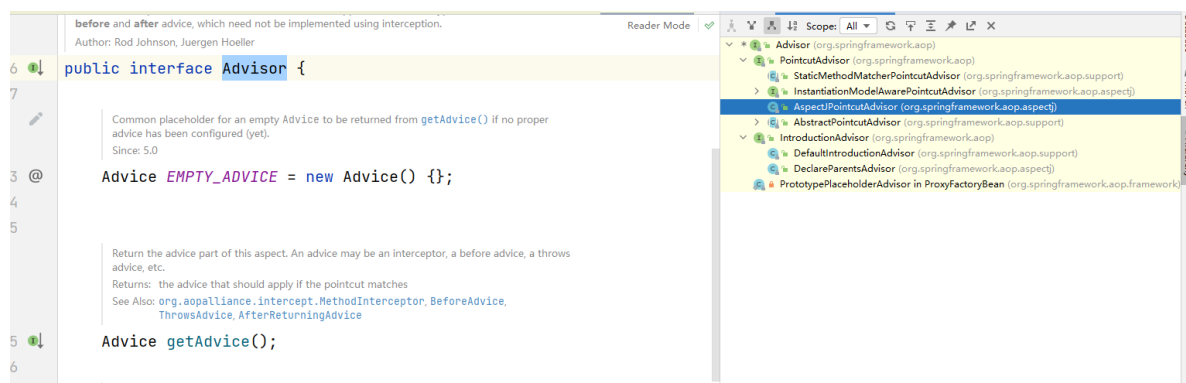 before and after advice, which need not be implemented using interception.
Author: Rod Johnson, Juergen Hoeller
Reader Mode
6 public interface Advisor {
7
Common placeholder for an empty Advice to be returned from getAdvice() if no proper
advice has been configured (yet).
Since: 5.0
3 @ Advice EMPTY_ADVICE = new Advice() {};
4
5
Return the advice part of this aspect. An advice may be an interceptor, a before advice, a throws
advice, etc.
Returns: the advice that should apply if the pointcut matches
See Also: org.aopalliance.intercept.MethodInterceptor, BeforeAdvice,
ThrowsAdvice, AfterReturningAdvice
5 Advice getAdvice();
6
Scope: All
Advisor (org.springframework.aop)
PointcutAdvisor (org.springframework.aop)
StaticMethodMatcherPointcutAdvisor (org.springframework.aop.support)
InstantiationModelAwarePointcutAdvisor (org.springframework.aop.aspectj)
AspectJPointcutAdvisor (org.springframework.aop.aspectj)
AbstractPointcutAdvisor (org.springframework.aop.support)
IntroductionAdvisor (org.springframework.aop)
DefaultIntroductionAdvisor (org.springframework.aop.support)
DeclareParentsAdvisor (org.springframework.aop.aspectj)
PrototypePlaceholderAdvisor in ProxyFactoryBean (org.springframework.aop.framework)